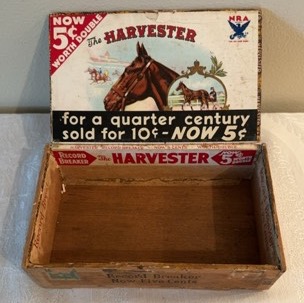 NOW
5¢
WORTH DOUBLE
The HARVESTER
NRA
for a quarter century
sold for 10¢ - NOW 5¢
RECORD
BREAKER
The HARVESTER
5¢
Record Breaker
Now Five Cents